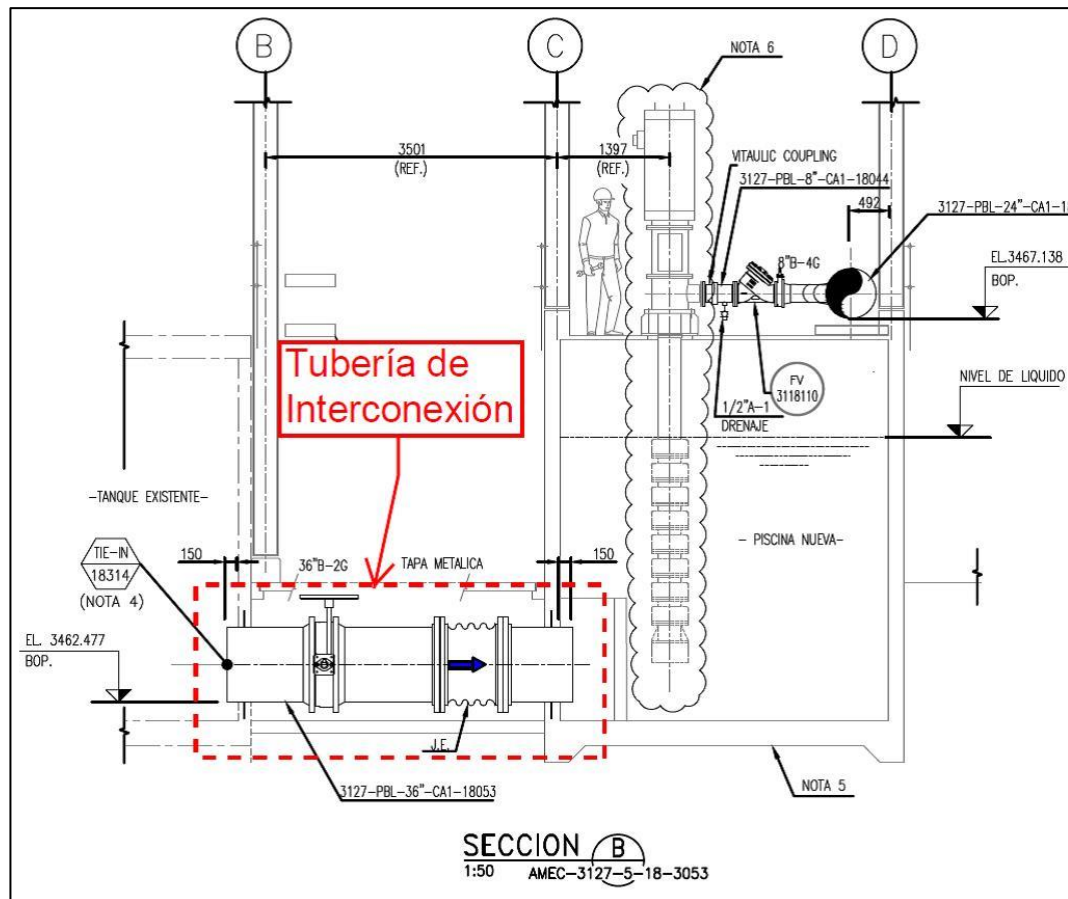 B
C
D
NOTA 6
3501
(REF.)
1397
(REF.)
VITAULIC COUPLING
3127-PBL-8"-CA1-18044
492
3127-PBL-24"-CA1-18
8"B-4G
EL.3467.138
BOP.
Tubería de
Interconexión
FV
3118110
1/2"A-1
DRENAJE
NIVEL DE LIQUIDO
-TANQUE EXISTENTE-
- PISCINA NUEVA-
TIE-IN
18314
(NOTA 4)
150
36"B-2G
TAPA METALICA
150
EL. 3462.477
BOP.
J.E.
3127-PBL-36"-CA1-18053
NOTA 5
SECCION B
1:50 AMEC-3127-5-18-3053